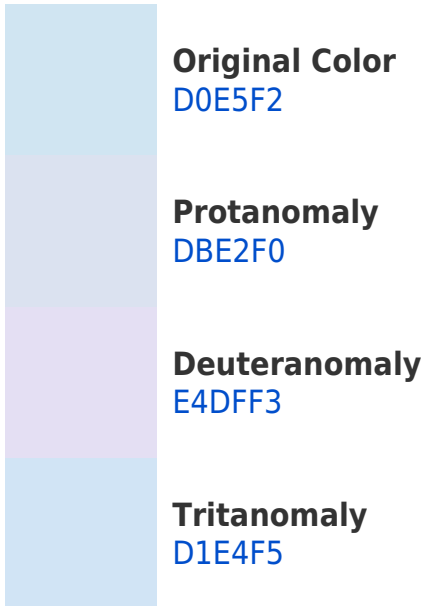 Original Color
D0E5F2
Protanomaly
DBE2F0
Deuteranomaly
E4DFF3
Tritanomaly
D1E4F5